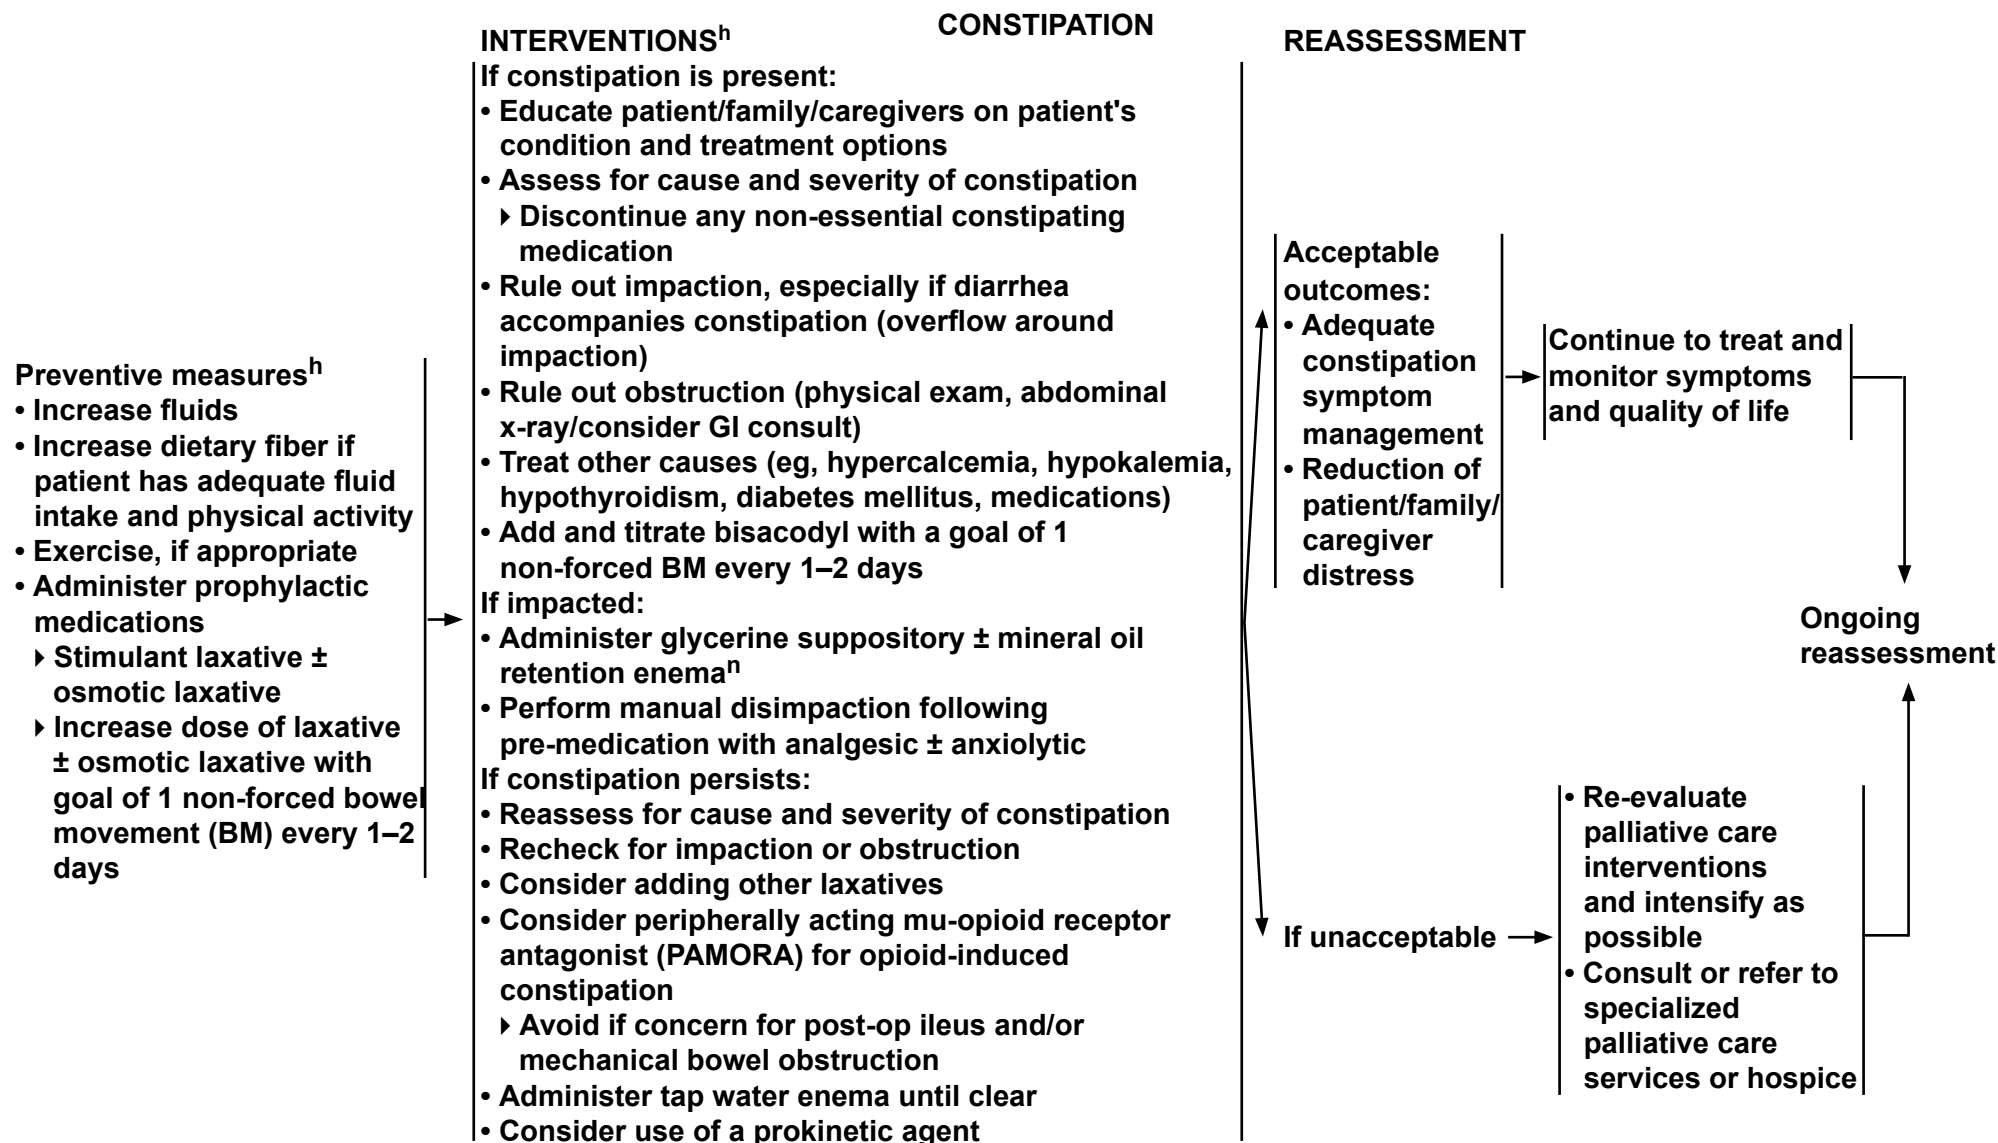 CONSTIPATION
Preventive measuresʰ
• Increase fluids
• Increase dietary fiber if
patient has adequate fluid
intake and physical activity
• Exercise, if appropriate
• Administer prophylactic
medications
▸ Stimulant laxative ±
osmotic laxative
▸ Increase dose of laxative
± osmotic laxative with
goal of 1 non-forced bowel
movement (BM) every 1–2
days
INTERVENTIONSʰ
If constipation is present:
• Educate patient/family/caregivers on patient's
condition and treatment options
• Assess for cause and severity of constipation
▸ Discontinue any non-essential constipating
medication
• Rule out impaction, especially if diarrhea
accompanies constipation (overflow around
impaction)
• Rule out obstruction (physical exam, abdominal
x-ray/consider GI consult)
• Treat other causes (eg, hypercalcemia, hypokalemia,
hypothyroidism, diabetes mellitus, medications)
• Add and titrate bisacodyl with a goal of 1
non-forced BM every 1–2 days
If impacted:
• Administer glycerine suppository ± mineral oil
retention enemaⁿ
• Perform manual disimpaction following
pre-medication with analgesic ± anxiolytic
If constipation persists:
• Reassess for cause and severity of constipation
• Recheck for impaction or obstruction
• Consider adding other laxatives
• Consider peripherally acting mu-opioid receptor
antagonist (PAMORA) for opioid-induced
constipation
▸ Avoid if concern for post-op ileus and/or
mechanical bowel obstruction
• Administer tap water enema until clear
• Consider use of a prokinetic agent
REASSESSMENT
Acceptable
outcomes:
• Adequate
constipation
symptom
management
• Reduction of
patient/family/
caregiver
distress
Continue to treat and
monitor symptoms
and quality of life
If unacceptable
• Re-evaluate
palliative care
interventions
and intensify as
possible
• Consult or refer to
specialized
palliative care
services or hospice
Ongoing
reassessment